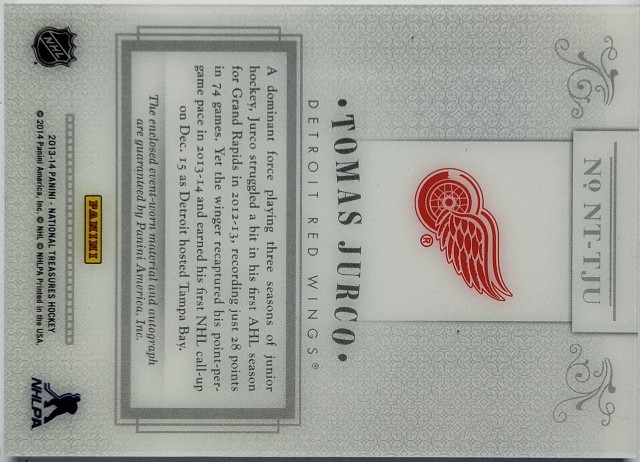 Nº NT-TJU
®
•TOMAS JURCO•
DETROIT RED WINGS®
A dominant force playing three seasons of junior
hockey, Jurco struggled a bit in his first AHL season
for Grand Rapids in 2012-13, recording just 28 points
in 74 games. Yet the winger recaptured his point-per-
game pace in 2013-14 and earned his first NHL call-up
on Dec. 15 as Detroit hosted Tampa Bay.
The enclosed event-worn material and autograph
are guaranteed by Panini America, Inc.
PANINI
NHL
2013-14 PANINI - NATIONAL TREASURES HOCKEY
© 2014 Panini America, Inc. © NHL © NHLPA Printed in the USA.
NHLPA